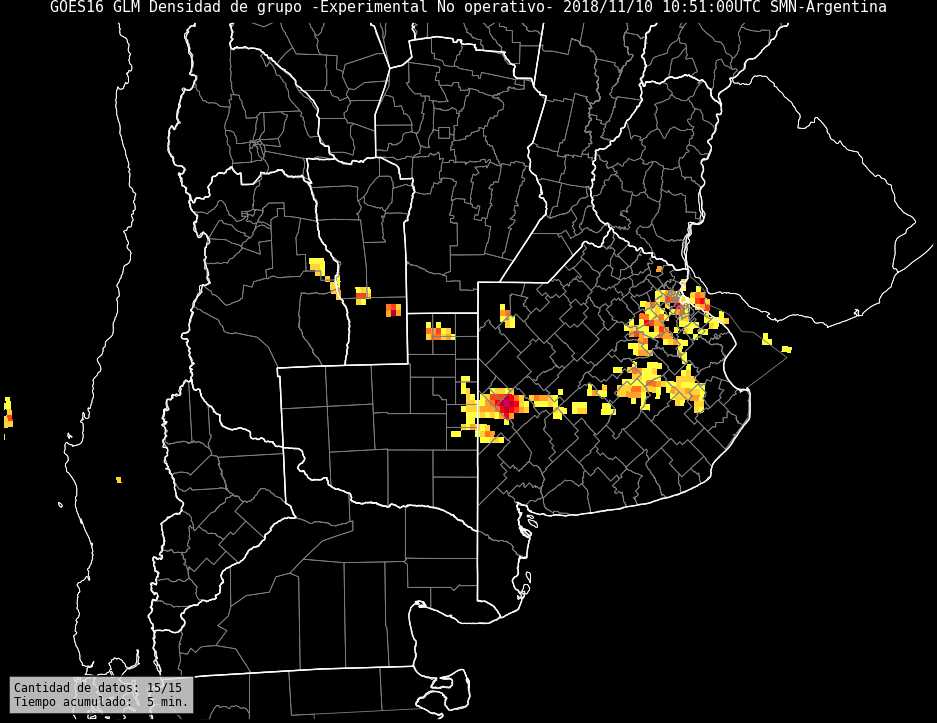 GOES16 GLM Densidad de grupo -Experimental No operativo- 2018/11/10 10:51:00UTC SMN-Argentina
Cantidad de datos: 15/15
Tiempo acumulado:  5 min.